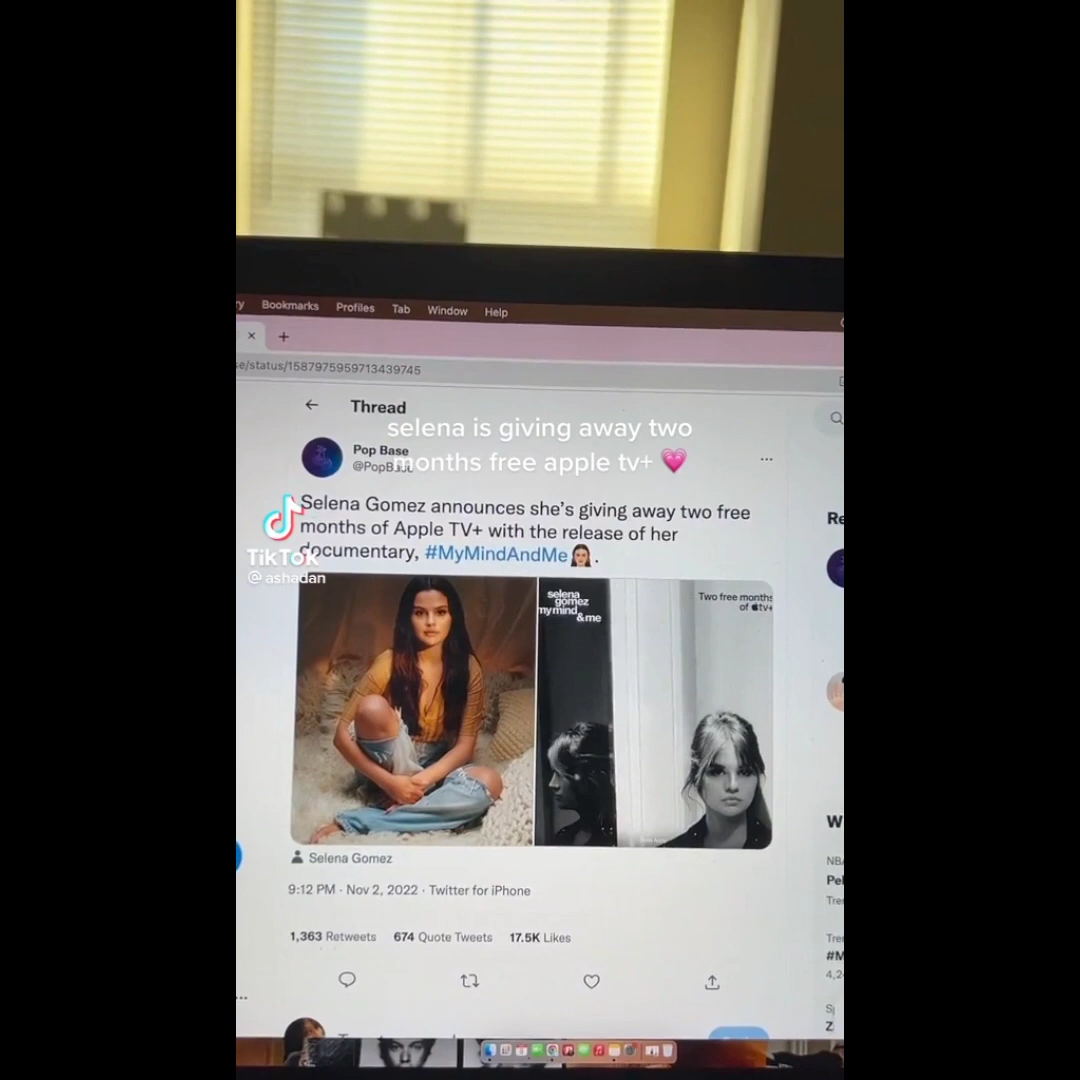 Bookmarks Profiles Tab Window Help
/status/1587975959713439745
Thread
selena is giving away two
months free apple tv+ 💗
Pop Base
@PopBase
Selena Gomez announces she's giving away two free
months of Apple TV+ with the release of her
documentary, #MyMindAndMe
TikTok
@ashadan
selena
gomez
my mind
& me
Two free months
of tv+
Selena Gomez
9:12 PM · Nov 2, 2022 · Twitter for iPhone
1,363 Retweets 674 Quote Tweets 17.5K Likes